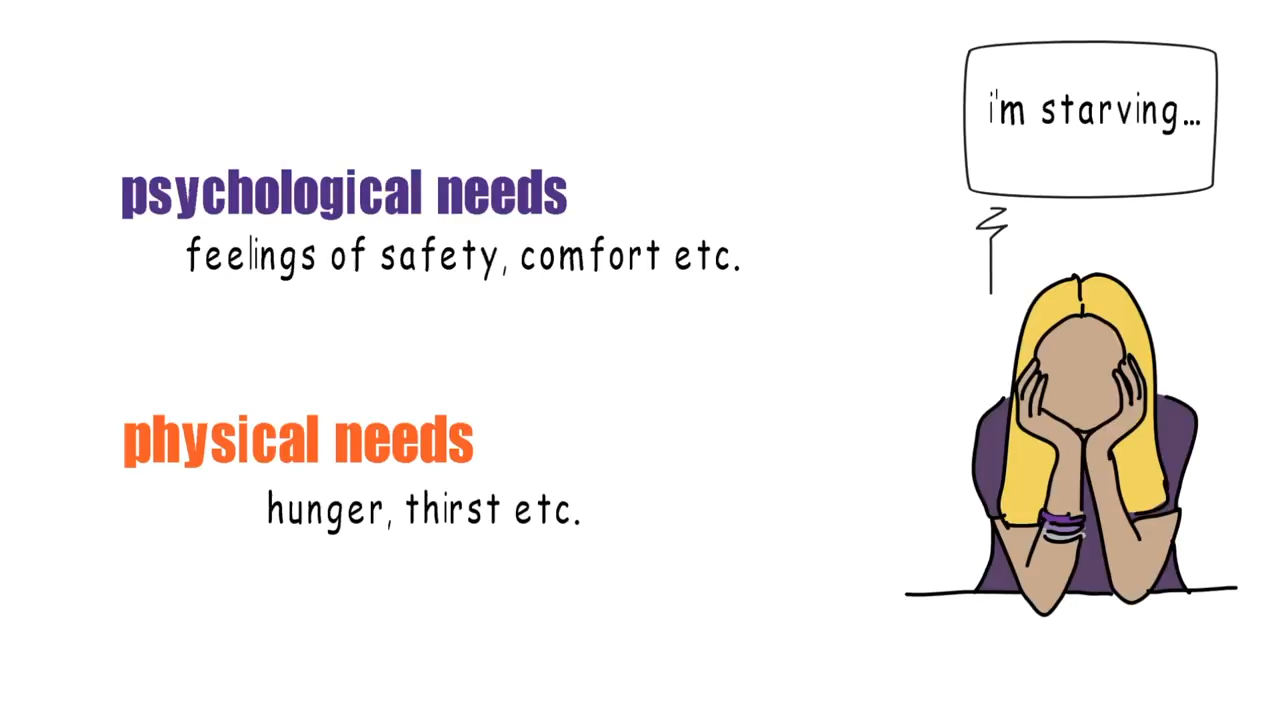 psychological needs
feelings of safety, comfort etc.
physical needs
hunger, thirst etc.
i'm starving...